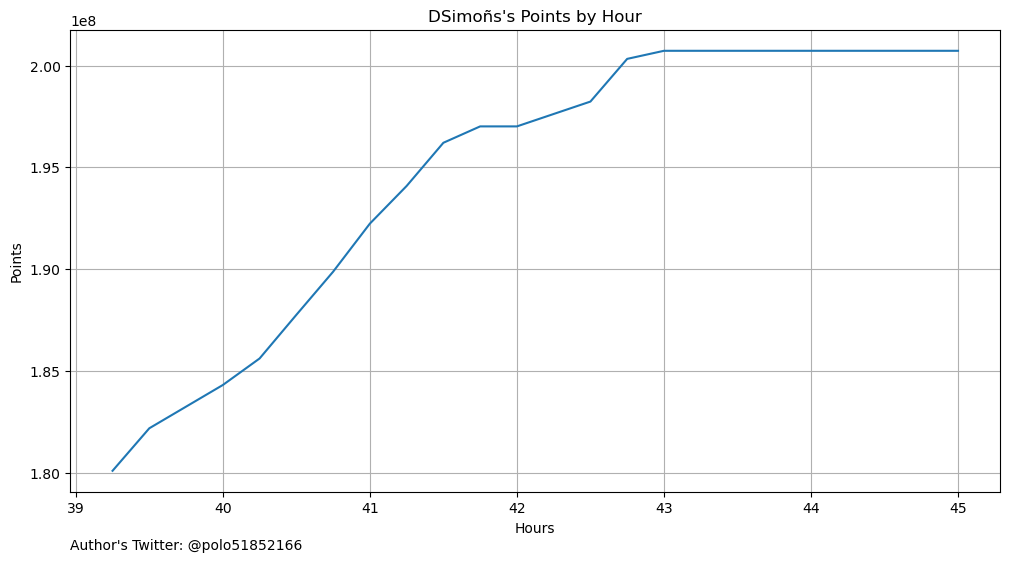 DSimoñs's Points by Hour
1e8
2.00
1.95
1.90
1.85
1.80
Points
39 40 41 42 43 44 45
Hours
Author's Twitter: @polo51852166